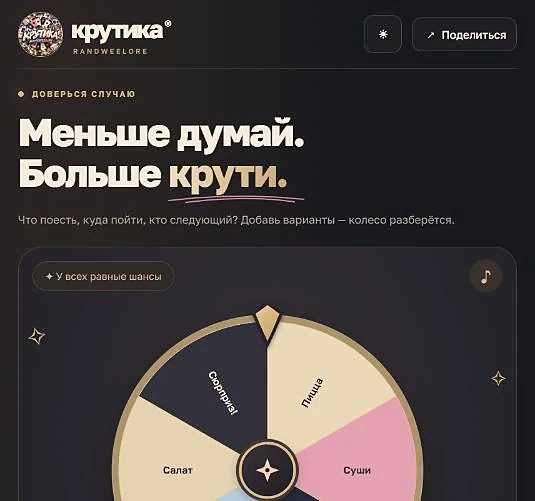 КРУТИКА
крутика®
RANDWEELORE
↗ Поделиться
ДОВЕРЬСЯ СЛУЧАЮ
Меньше думай.
Больше крути.
Что поесть, куда пойти, кто следующий? Добавь варианты — колесо разберётся.
✦ У всех равные шансы
Сюрприз!
Пицца
Салат
Суши